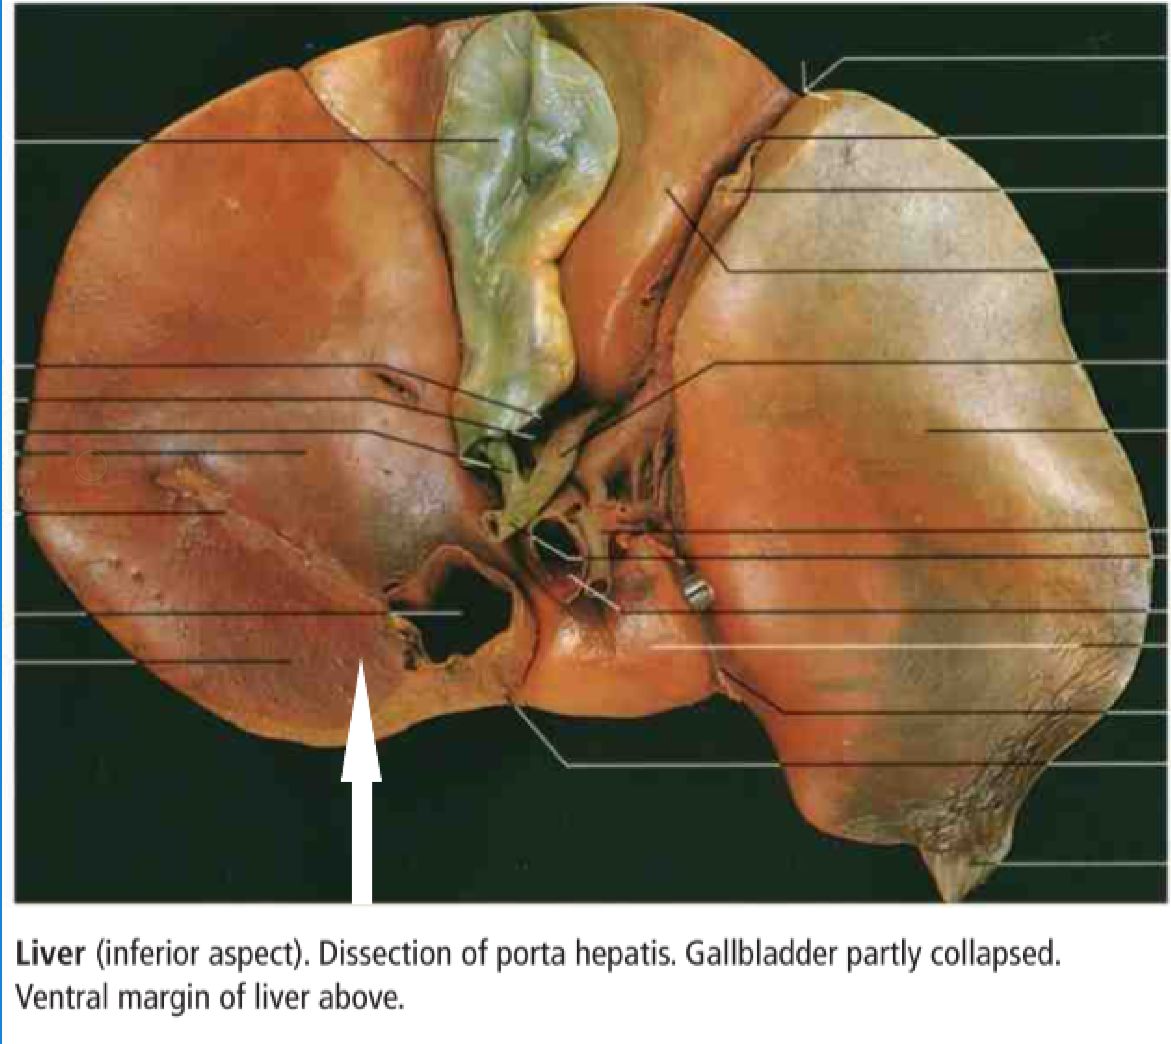 Liver (inferior aspect). Dissection of porta hepatis. Gallbladder partly collapsed.
Ventral margin of liver above.